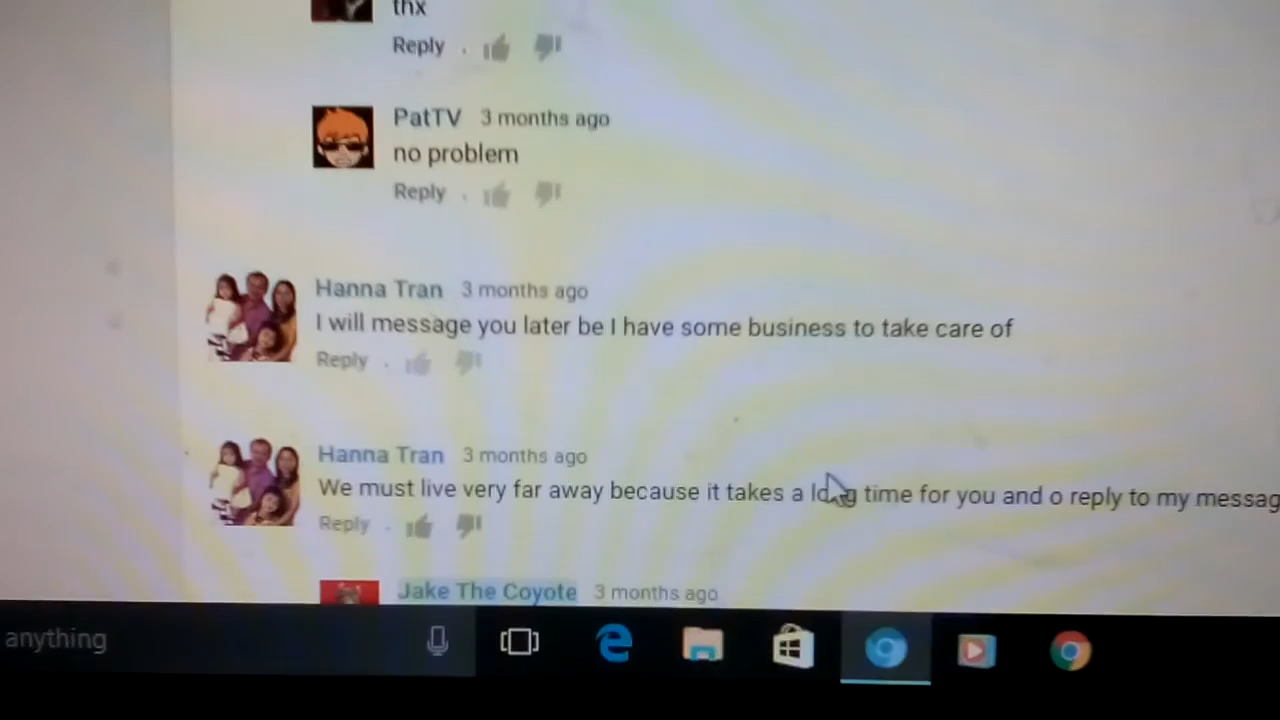 thx
Reply .
PatTV 3 months ago
no problem
Reply .
Hanna Tran 3 months ago
I will message you later be I have some business to take care of
Reply .
Hanna Tran 3 months ago
We must live very far away because it takes a long time for you and o reply to my messag
Reply .
Jake The Coyote 3 months ago
anything